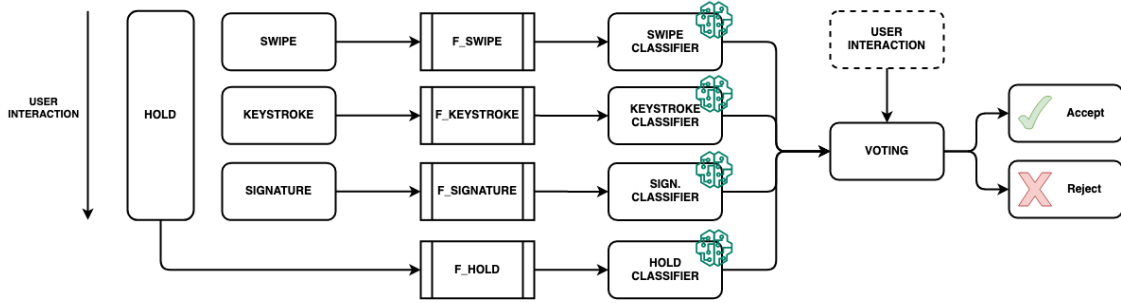 USER
INTERACTION
HOLD
SWIPE
F_SWIPE
SWIPE
CLASSIFIER
KEYSTROKE
F_KEYSTROKE
KEYSTROKE
CLASSIFIER
SIGNATURE
F_SIGNATURE
SIGN.
CLASSIFIER
F_HOLD
HOLD
CLASSIFIER
USER
INTERACTION
VOTING
Accept
Reject